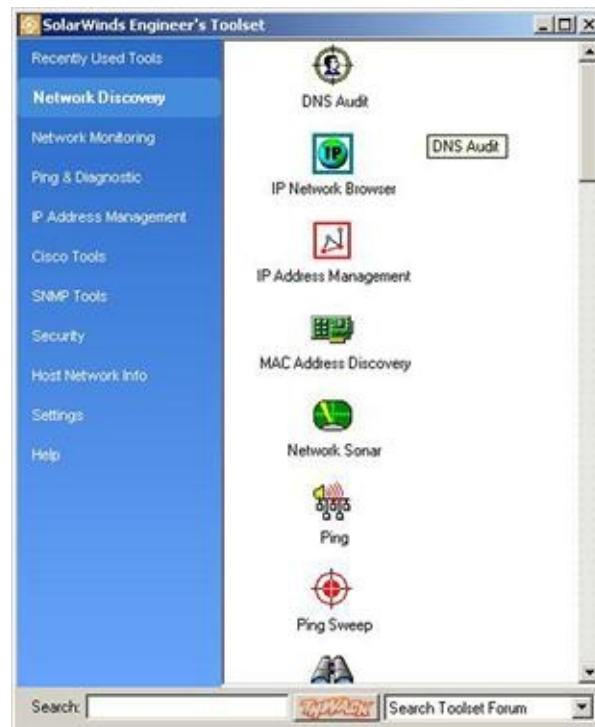 SolarWinds Engineer's Toolset
Recently Used Tools
Network Discovery
Network Monitoring
Ping & Diagnostic
IP Address Management
Cisco Tools
SNMP Tools
Security
Host Network Info
Settings
Help
DNS Audit
DNS Audit
IP
IP Network Browser
IP Address Management
MAC Address Discovery
Network Sonar
Ping
Ping Sweep
Search:
THWACK
Search Toolset Forum